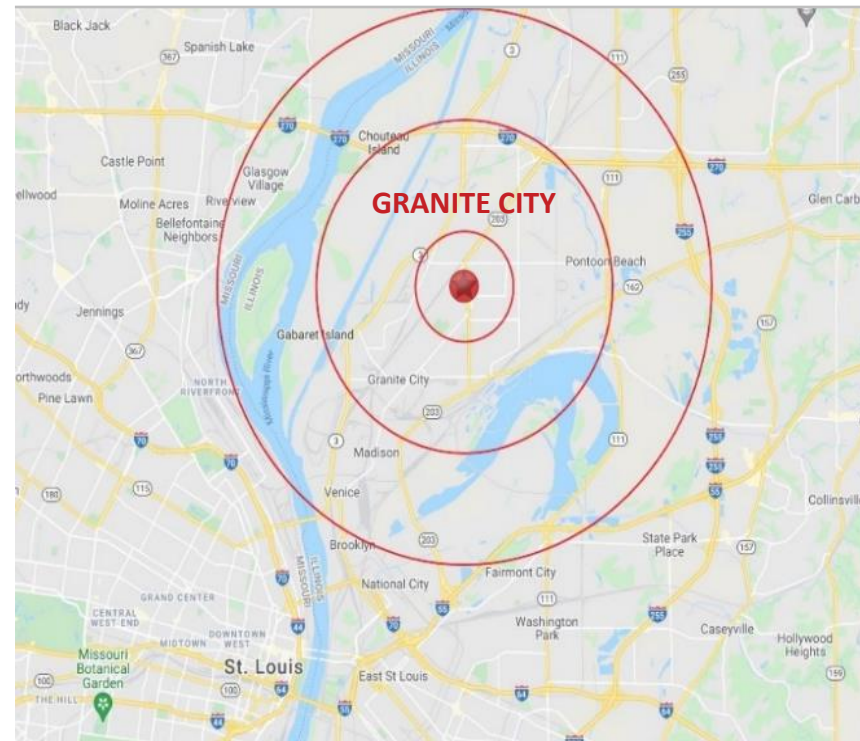 Black Jack
Spanish Lake
MISSOURI
ILLINOIS
3
111
255
367
270
Chouteau
Island
270
270
Castle Point
Glasgow
Village
111
ellwood
Moline Acres
Riverview
GRANITE CITY
Glen Carb
Bellefontaine
Neighbors
203
255
3
Pontoon Beach
MISSOURI
ILLINOIS
162
dy
Jennings
Gabaret Island
157
367
orthwoods
NORTH
RIVERFRONT
Mississippi River
Granite City
Pine Lawn
203
70
3
111
255
70
Madison
255
180
115
Venice
55
Collinsvill
Brooklyn
203
State Park
Place
157
ILLINOIS
MISSOURI
Fairmont City
70
National City
GRAND CENTER
55
111
CENTRAL
WEST END
44
70
Washington
Park
255
Caseyville
MIDTOWN
DOWNTOWN
WEST
Hollywood
Heights
Missouri
Botanical
Garden
St. Louis
East St Louis
100
100
64
64
159
THE HILL
44
55
64